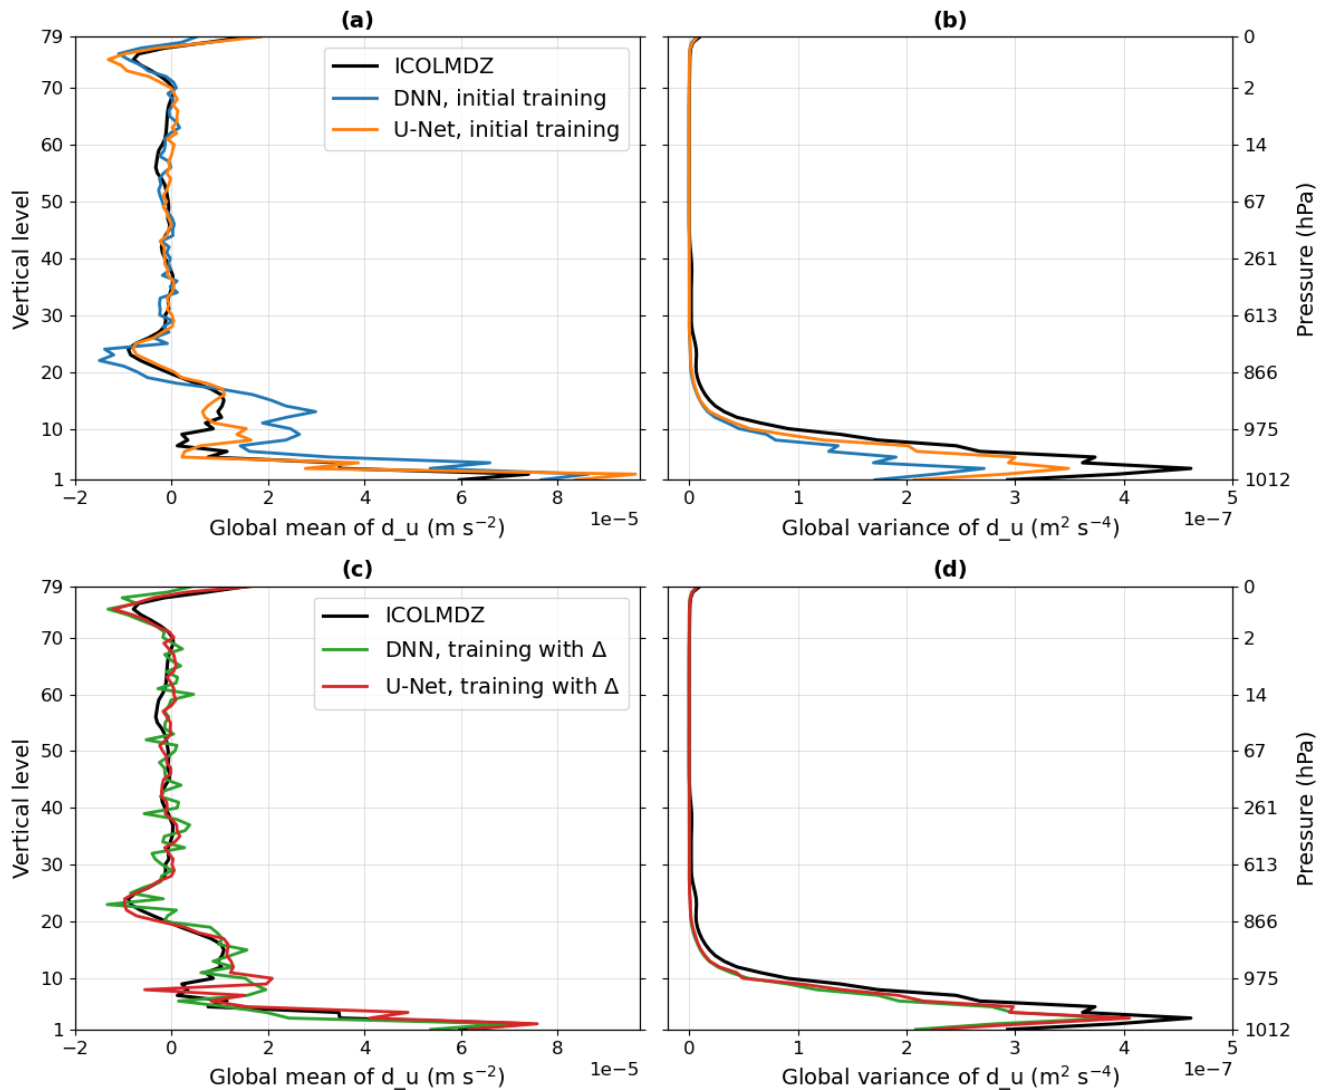 (a)
(b)
79
70
60
50
40
30
20
10
1
Vertical level
ICOLMDZ
DNN, initial training
U-Net, initial training
−2
0
2
4
6
8
1e−5
Global mean of d_u (m s⁻²)
0
2
14
67
261
613
866
975
1012
Pressure (hPa)
0
1
2
3
4
5
1e−7
Global variance of d_u (m² s⁻⁴)
(c)
(d)
79
70
60
50
40
30
20
10
1
Vertical level
ICOLMDZ
DNN, training with Δ
U-Net, training with Δ
−2
0
2
4
6
8
1e−5
Global mean of d_u (m s⁻²)
0
2
14
67
261
613
866
975
1012
Pressure (hPa)
0
1
2
3
4
5
1e−7
Global variance of d_u (m² s⁻⁴)